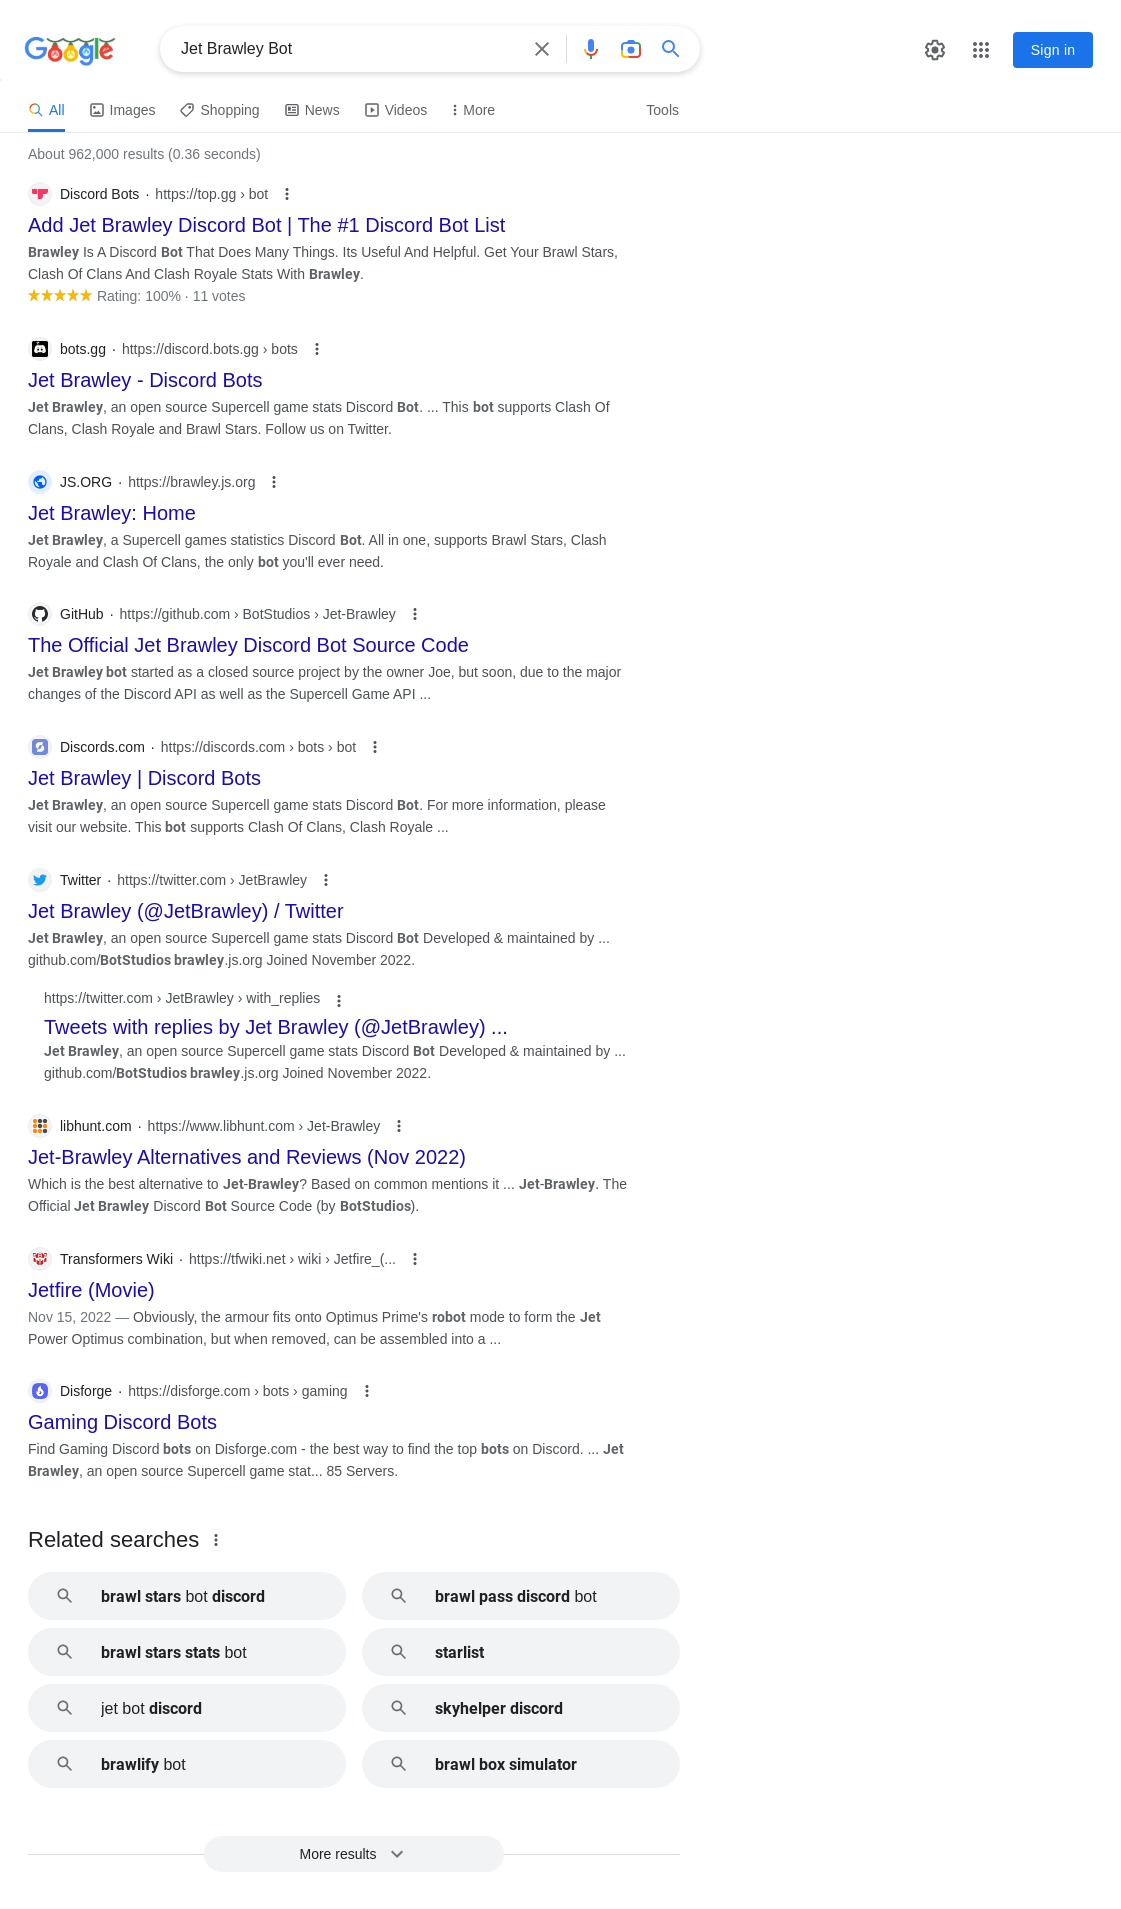 Google
Jet Brawley Bot
Sign in
All Images Shopping News Videos More Tools
About 962,000 results (0.36 seconds)
Discord Bots · https://top.gg › bot
Add Jet Brawley Discord Bot | The #1 Discord Bot List
Brawley Is A Discord Bot That Does Many Things. Its Useful And Helpful. Get Your Brawl Stars,
Clash Of Clans And Clash Royale Stats With Brawley.
Rating: 100% · 11 votes
bots.gg · https://discord.bots.gg › bots
Jet Brawley - Discord Bots
Jet Brawley, an open source Supercell game stats Discord Bot. ... This bot supports Clash Of
Clans, Clash Royale and Brawl Stars. Follow us on Twitter.
JS.ORG · https://brawley.js.org
Jet Brawley: Home
Jet Brawley, a Supercell games statistics Discord Bot. All in one, supports Brawl Stars, Clash
Royale and Clash Of Clans, the only bot you'll ever need.
GitHub · https://github.com › BotStudios › Jet-Brawley
The Official Jet Brawley Discord Bot Source Code
Jet Brawley bot started as a closed source project by the owner Joe, but soon, due to the major
changes of the Discord API as well as the Supercell Game API ...
Discords.com · https://discords.com › bots › bot
Jet Brawley | Discord Bots
Jet Brawley, an open source Supercell game stats Discord Bot. For more information, please
visit our website. This bot supports Clash Of Clans, Clash Royale ...
Twitter · https://twitter.com › JetBrawley
Jet Brawley (@JetBrawley) / Twitter
Jet Brawley, an open source Supercell game stats Discord Bot Developed & maintained by ...
github.com/BotStudios brawley.js.org Joined November 2022.
https://twitter.com › JetBrawley › with_replies
Tweets with replies by Jet Brawley (@JetBrawley) ...
Jet Brawley, an open source Supercell game stats Discord Bot Developed & maintained by ...
github.com/BotStudios brawley.js.org Joined November 2022.
libhunt.com · https://www.libhunt.com › Jet-Brawley
Jet-Brawley Alternatives and Reviews (Nov 2022)
Which is the best alternative to Jet-Brawley? Based on common mentions it ... Jet-Brawley. The
Official Jet Brawley Discord Bot Source Code (by BotStudios).
Transformers Wiki · https://tfwiki.net › wiki › Jetfire_(...
Jetfire (Movie)
Nov 15, 2022 — Obviously, the armour fits onto Optimus Prime's robot mode to form the Jet
Power Optimus combination, but when removed, can be assembled into a ...
Disforge · https://disforge.com › bots › gaming
Gaming Discord Bots
Find Gaming Discord bots on Disforge.com - the best way to find the top bots on Discord. ... Jet
Brawley, an open source Supercell game stat... 85 Servers.
Related searches
brawl stars bot discord
brawl pass discord bot
brawl stars stats bot
starlist
jet bot discord
skyhelper discord
brawlify bot
brawl box simulator
More results